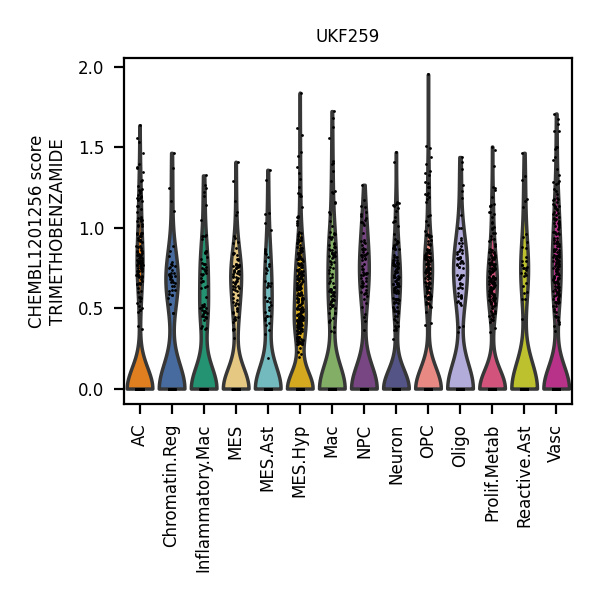 UKF259
CHEMBL1201256 score
TRIMETHOBENZAMIDE
2.0
1.5
1.0
0.5
0.0
AC
Chromatin.Reg
Inflammatory.Mac
MES
MES.Ast
MES.Hyp
Mac
NPC
Neuron
OPC
Oligo
Prolif.Metab
Reactive.Ast
Vasc